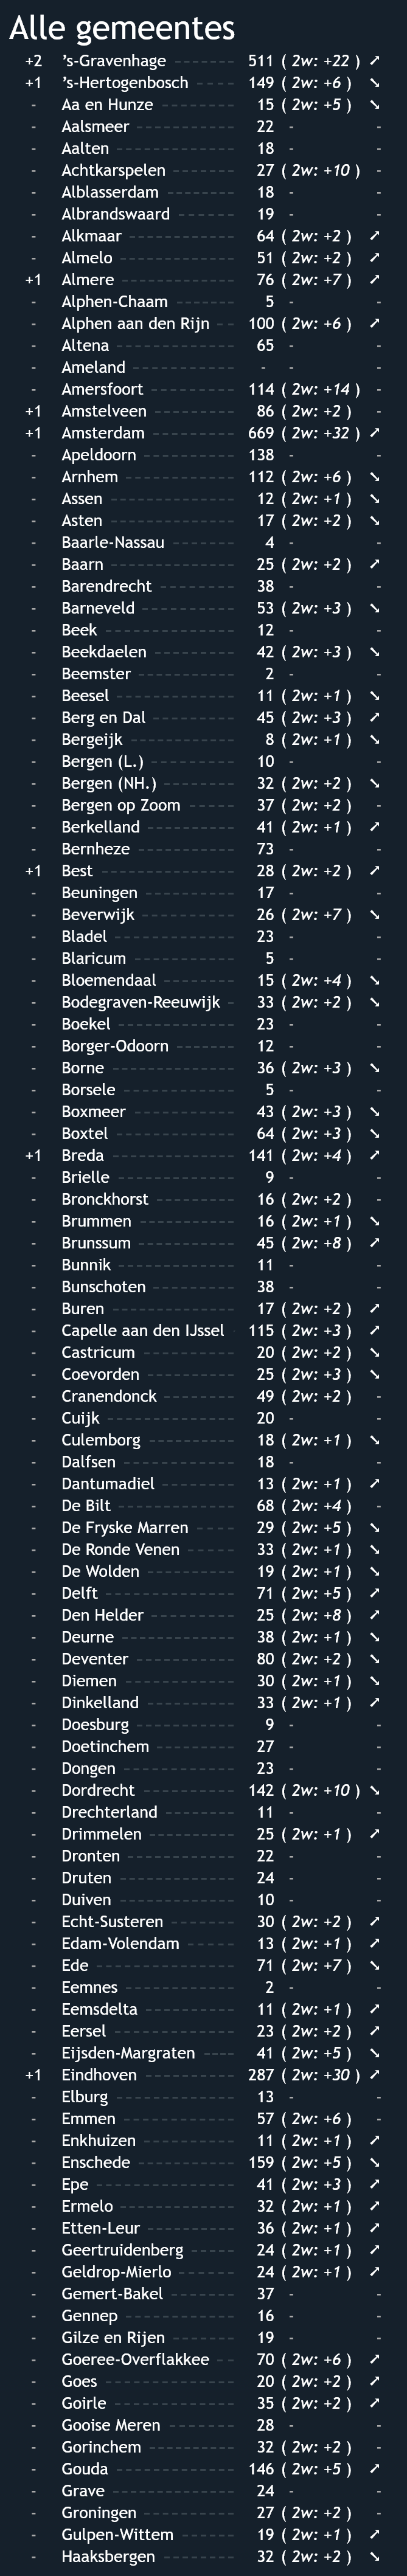 Alle gemeentes
+2 ’s-Gravenhage 511 ( 2w: +22 ) ➚
+1 ’s-Hertogenbosch 149 ( 2w: +6 ) ➘
- Aa en Hunze 15 ( 2w: +5 ) ➘
- Aalsmeer 22 - -
- Aalten 18 - -
- Achtkarspelen 27 ( 2w: +10 ) -
- Alblasserdam 18 - -
- Albrandswaard 19 - -
- Alkmaar 64 ( 2w: +2 ) ➚
- Almelo 51 ( 2w: +2 ) ➚
+1 Almere 76 ( 2w: +7 ) ➚
- Alphen-Chaam 5 - -
- Alphen aan den Rijn 100 ( 2w: +6 ) ➚
- Altena 65 - -
- Ameland - - -
- Amersfoort 114 ( 2w: +14 ) -
+1 Amstelveen 86 ( 2w: +2 ) -
+1 Amsterdam 669 ( 2w: +32 ) ➚
- Apeldoorn 138 - -
- Arnhem 112 ( 2w: +6 ) ➘
- Assen 12 ( 2w: +1 ) ➘
- Asten 17 ( 2w: +2 ) ➘
- Baarle-Nassau 4 - -
- Baarn 25 ( 2w: +2 ) ➚
- Barendrecht 38 - -
- Barneveld 53 ( 2w: +3 ) ➘
- Beek 12 - -
- Beekdaelen 42 ( 2w: +3 ) ➘
- Beemster 2 - -
- Beesel 11 ( 2w: +1 ) ➘
- Berg en Dal 45 ( 2w: +3 ) ➚
- Bergeijk 8 ( 2w: +1 ) ➘
- Bergen (L.) 10 - -
- Bergen (NH.) 32 ( 2w: +2 ) ➘
- Bergen op Zoom 37 ( 2w: +2 ) -
- Berkelland 41 ( 2w: +1 ) ➚
- Bernheze 73 - -
+1 Best 28 ( 2w: +2 ) ➚
- Beuningen 17 - -
- Beverwijk 26 ( 2w: +7 ) ➘
- Bladel 23 - -
- Blaricum 5 - -
- Bloemendaal 15 ( 2w: +4 ) ➘
- Bodegraven-Reeuwijk 33 ( 2w: +2 ) ➘
- Boekel 23 - -
- Borger-Odoorn 12 - -
- Borne 36 ( 2w: +3 ) ➘
- Borsele 5 - -
- Boxmeer 43 ( 2w: +3 ) ➘
- Boxtel 64 ( 2w: +3 ) ➘
+1 Breda 141 ( 2w: +4 ) ➚
- Brielle 9 - -
- Bronckhorst 16 ( 2w: +2 ) -
- Brummen 16 ( 2w: +1 ) ➘
- Brunssum 45 ( 2w: +8 ) ➚
- Bunnik 11 - -
- Bunschoten 38 - -
- Buren 17 ( 2w: +2 ) ➚
- Capelle aan den IJssel 115 ( 2w: +3 ) ➚
- Castricum 20 ( 2w: +2 ) ➘
- Coevorden 25 ( 2w: +3 ) ➘
- Cranendonck 49 ( 2w: +2 ) -
- Cuijk 20 - -
- Culemborg 18 ( 2w: +1 ) ➘
- Dalfsen 18 - -
- Dantumadiel 13 ( 2w: +1 ) ➚
- De Bilt 68 ( 2w: +4 ) -
- De Fryske Marren 29 ( 2w: +5 ) ➘
- De Ronde Venen 33 ( 2w: +1 ) ➘
- De Wolden 19 ( 2w: +1 ) ➘
- Delft 71 ( 2w: +5 ) ➚
- Den Helder 25 ( 2w: +8 ) ➚
- Deurne 38 ( 2w: +1 ) ➘
- Deventer 80 ( 2w: +2 ) ➘
- Diemen 30 ( 2w: +1 ) ➘
- Dinkelland 33 ( 2w: +1 ) ➚
- Doesburg 9 - -
- Doetinchem 27 - -
- Dongen 23 - -
- Dordrecht 142 ( 2w: +10 ) ➘
- Drechterland 11 - -
- Drimmelen 25 ( 2w: +1 ) ➚
- Dronten 22 - -
- Druten 24 - -
- Duiven 10 - -
- Echt-Susteren 30 ( 2w: +2 ) ➚
- Edam-Volendam 13 ( 2w: +1 ) ➚
- Ede 71 ( 2w: +7 ) ➘
- Eemnes 2 - -
- Eemsdelta 11 ( 2w: +1 ) ➚
- Eersel 23 ( 2w: +2 ) ➚
- Eijsden-Margraten 41 ( 2w: +5 ) ➘
+1 Eindhoven 287 ( 2w: +30 ) ➚
- Elburg 13 - -
- Emmen 57 ( 2w: +6 ) -
- Enkhuizen 11 ( 2w: +1 ) ➚
- Enschede 159 ( 2w: +5 ) ➘
- Epe 41 ( 2w: +3 ) ➚
- Ermelo 32 ( 2w: +1 ) ➚
- Etten-Leur 36 ( 2w: +1 ) ➚
- Geertruidenberg 24 ( 2w: +1 ) ➚
- Geldrop-Mierlo 24 ( 2w: +1 ) ➚
- Gemert-Bakel 37 - -
- Gennep 16 - -
- Gilze en Rijen 19 - -
- Goeree-Overflakkee 70 ( 2w: +6 ) ➚
- Goes 20 ( 2w: +2 ) ➚
- Goirle 35 ( 2w: +2 ) ➚
- Gooise Meren 28 - -
- Gorinchem 32 ( 2w: +2 ) -
- Gouda 146 ( 2w: +5 ) ➚
- Grave 24 - -
- Groningen 27 ( 2w: +2 ) -
- Gulpen-Wittem 19 ( 2w: +1 ) ➚
- Haaksbergen 32 ( 2w: +2 ) ➘